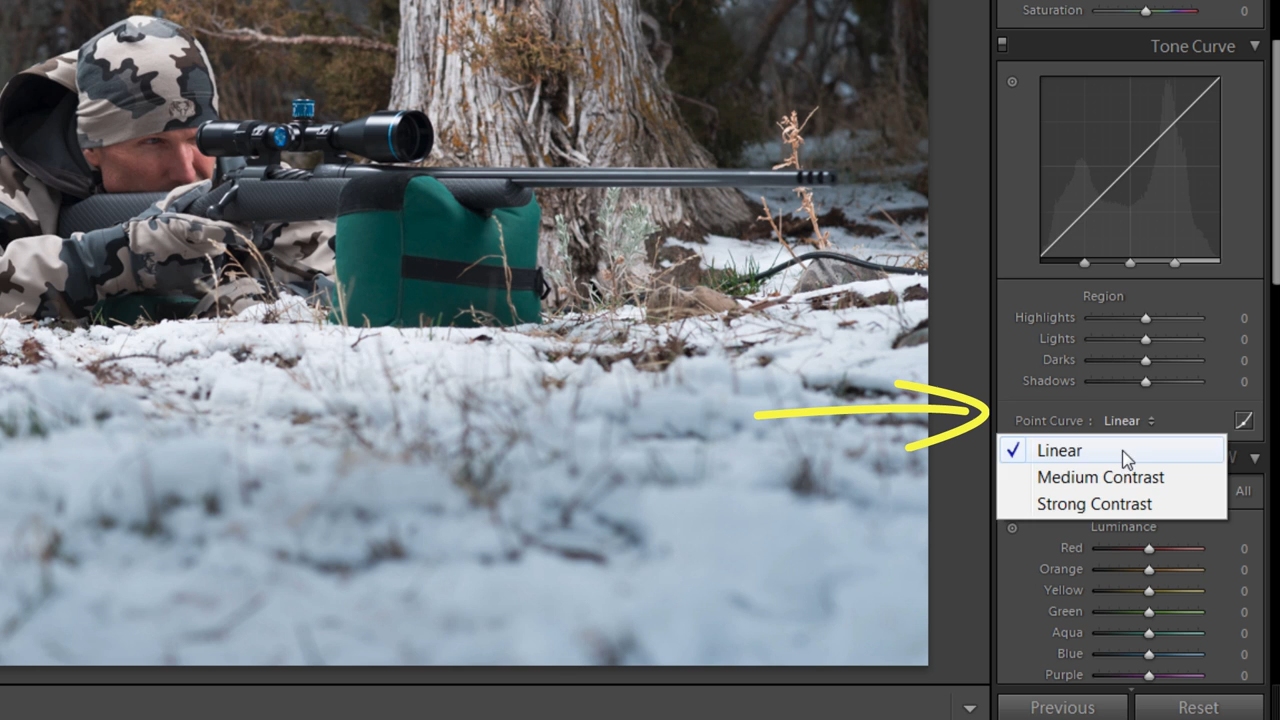 Saturation 0
Tone Curve
Region
Highlights 0
Lights 0
Darks 0
Shadows 0
Point Curve : Linear
Linear
Medium Contrast
Strong Contrast
All
Luminance
Red 0
Orange 0
Yellow 0
Green 0
Aqua 0
Blue 0
Purple 0
Previous Reset